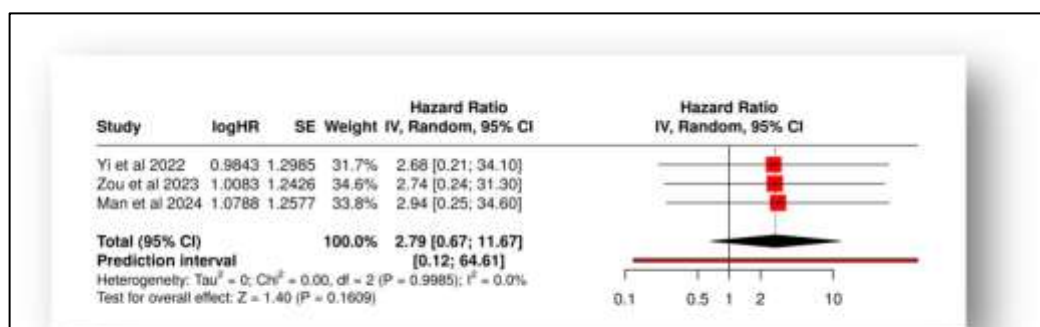 Hazard Ratio Hazard Ratio
Study logHR SE Weight IV, Random, 95% CI IV, Random, 95% CI
Yi et al 2022 0.9843 1.2985 31.7% 2.68 [0.21; 34.10]
Zou et al 2023 1.0083 1.2426 34.6% 2.74 [0.24; 31.30]
Man et al 2024 1.0788 1.2577 33.8% 2.94 [0.25; 34.60]
Total (95% CI) 100.0% 2.79 [0.67; 11.67]
Prediction interval [0.12; 64.61]
Heterogeneity: Tau² = 0; Chi² = 0.00, df = 2 (P = 0.9985); I² = 0.0%
Test for overall effect: Z = 1.40 (P = 0.1609)
0.1 0.5 1 2 10